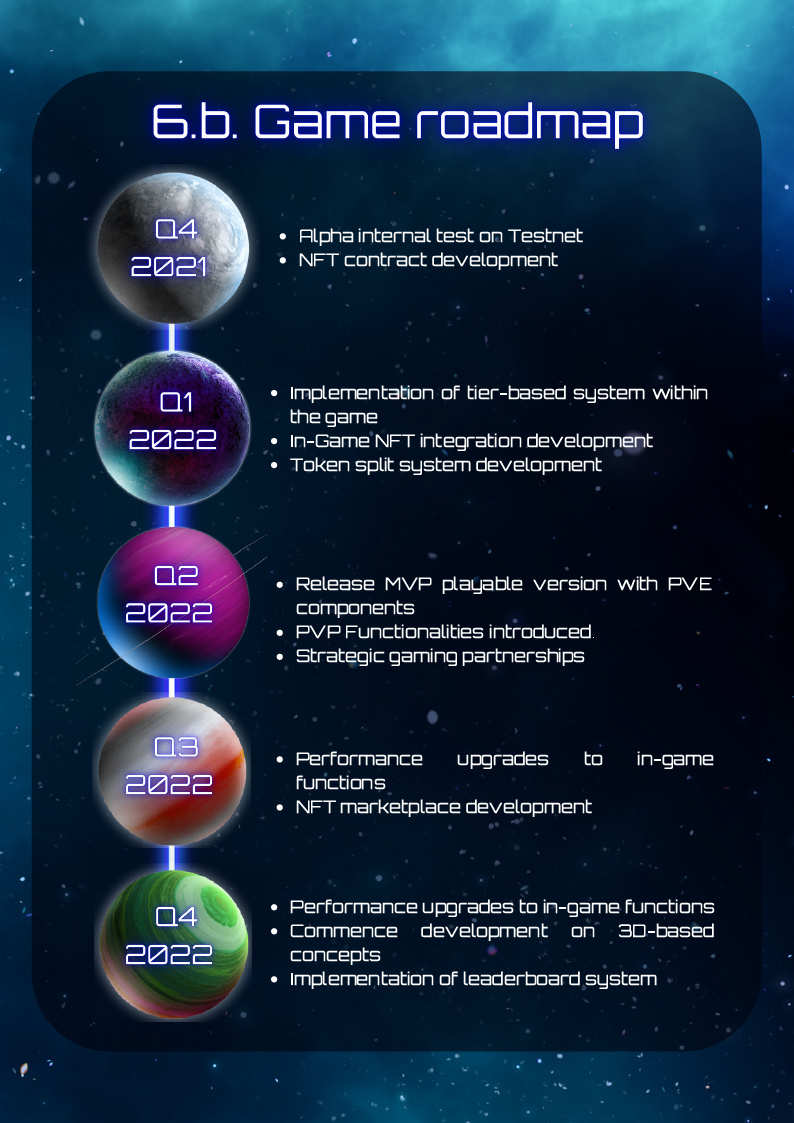 6.b. Game roadmap
Q4
2021
• Alpha internal test on Testnet
• NFT contract development
Q1
2022
• Implementation of tier-based system within
the game
• In-Game NFT integration development
• Token split system development
Q2
2022
• Release MVP playable version with PVE
components
• PVP Functionalities introduced.
• Strategic gaming partnerships
Q3
2022
• Performance upgrades to in-game
functions
• NFT marketplace development
Q4
2022
• Performance upgrades to in-game functions
• Commence development on 3D-based
concepts
• Implementation of leaderboard system